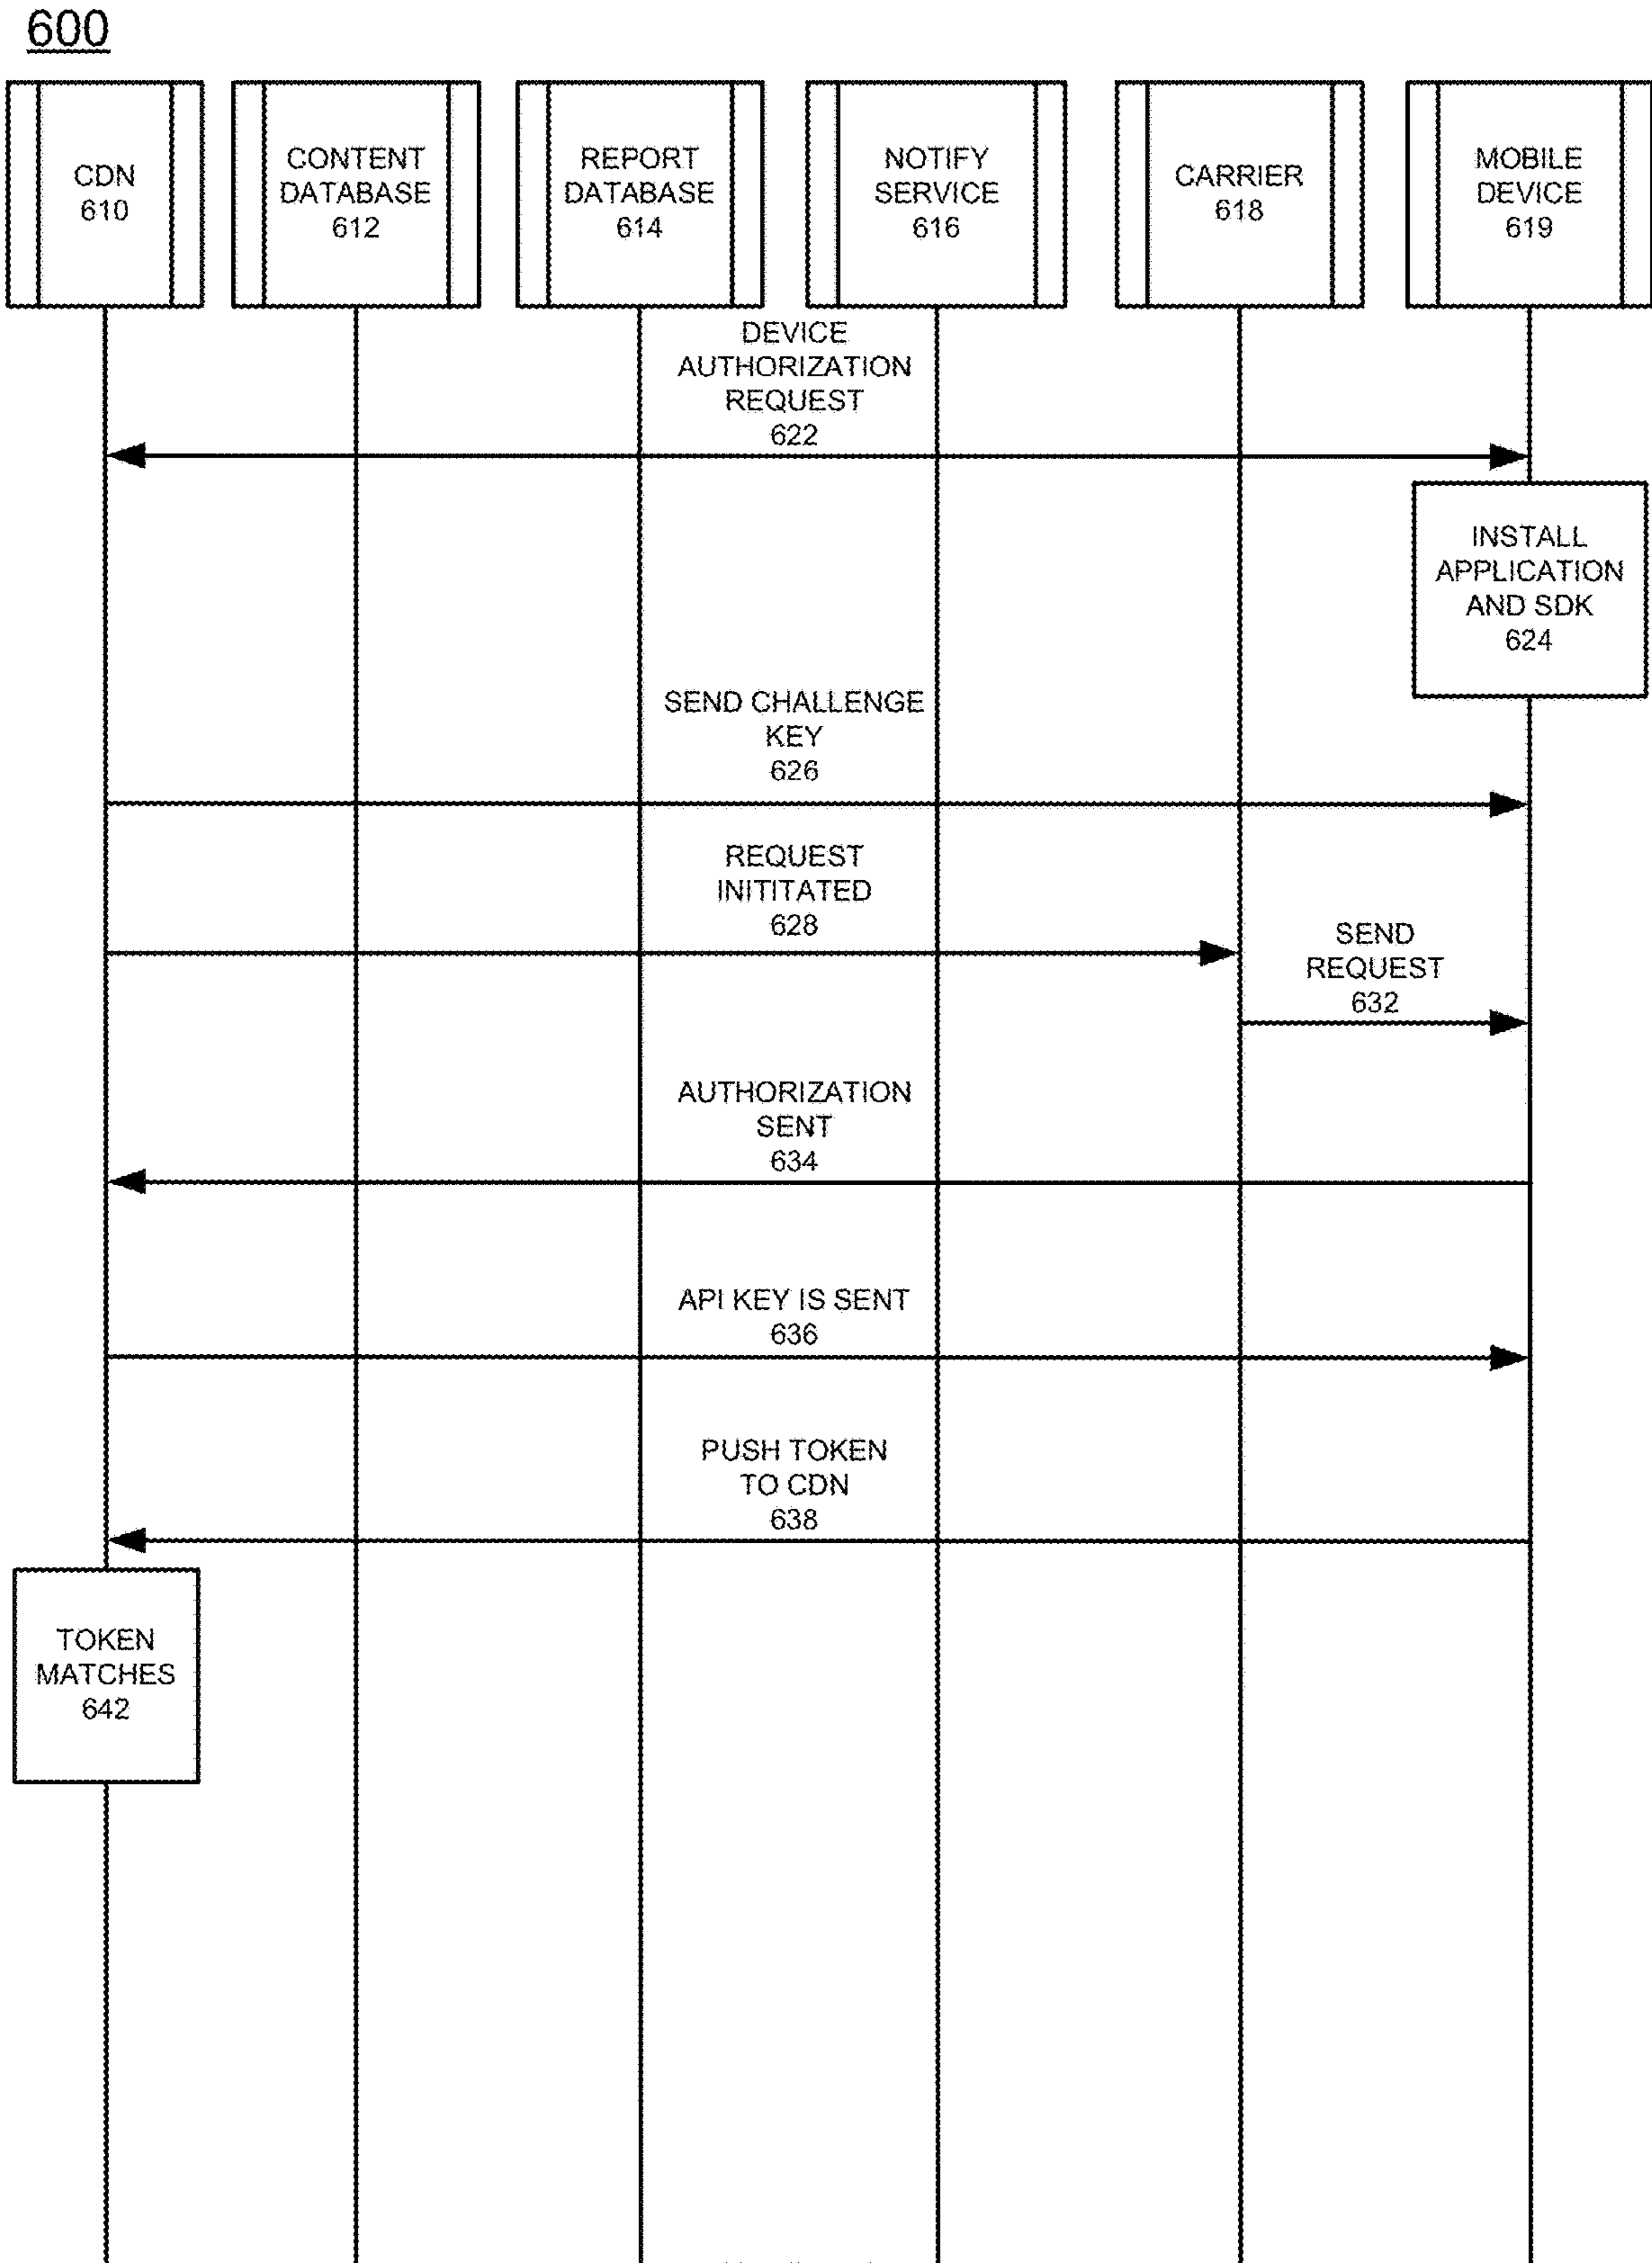 600
CDN
610
CONTENT
DATABASE
612
REPORT
DATABASE
614
NOTIFY
SERVICE
616
CARRIER
618
MOBILE
DEVICE
619
DEVICE
AUTHORIZATION
REQUEST
622
INSTALL
APPLICATION
AND SDK
624
SEND CHALLENGE
KEY
626
REQUEST
INITITATED
628
SEND
REQUEST
632
AUTHORIZATION
SENT
634
API KEY IS SENT
636
PUSH TOKEN
TO CDN
638
TOKEN
MATCHES
642